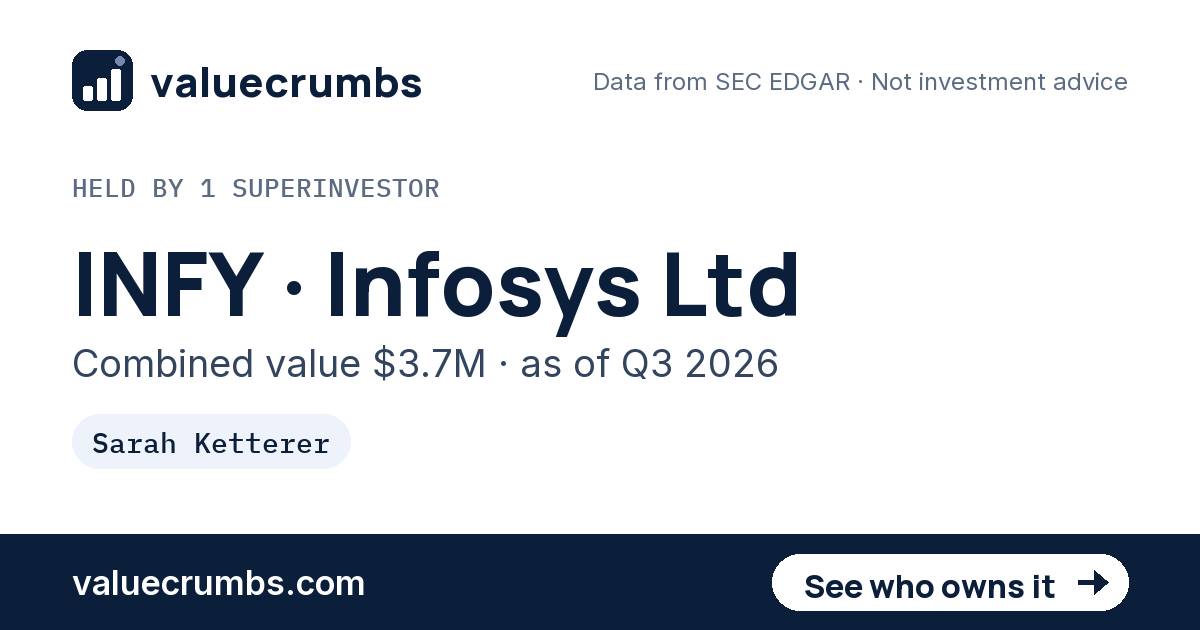 valuecrumbs
Data from SEC EDGAR · Not investment advice
HELD BY 1 SUPERINVESTOR
INFY · Infosys Ltd
Combined value $3.7M · as of Q3 2026
Sarah Ketterer
valuecrumbs.com
See who owns it →